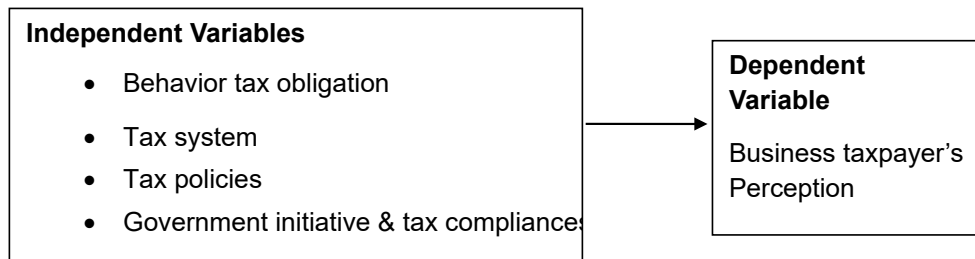 Independent Variables
• Behavior tax obligation
• Tax system
• Tax policies
• Government initiative & tax compliances
Dependent
Variable
Business taxpayer's
Perception